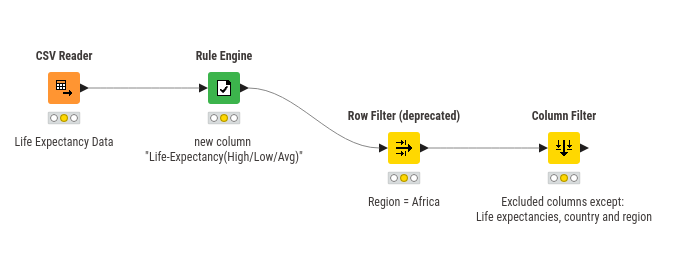 CSV Reader
Life Expectancy Data
Rule Engine
new column
"Life-Expectancy(High/Low/Avg)"
Row Filter (deprecated)
Region = Africa
Column Filter
Excluded columns except:
Life expectancies, country and region